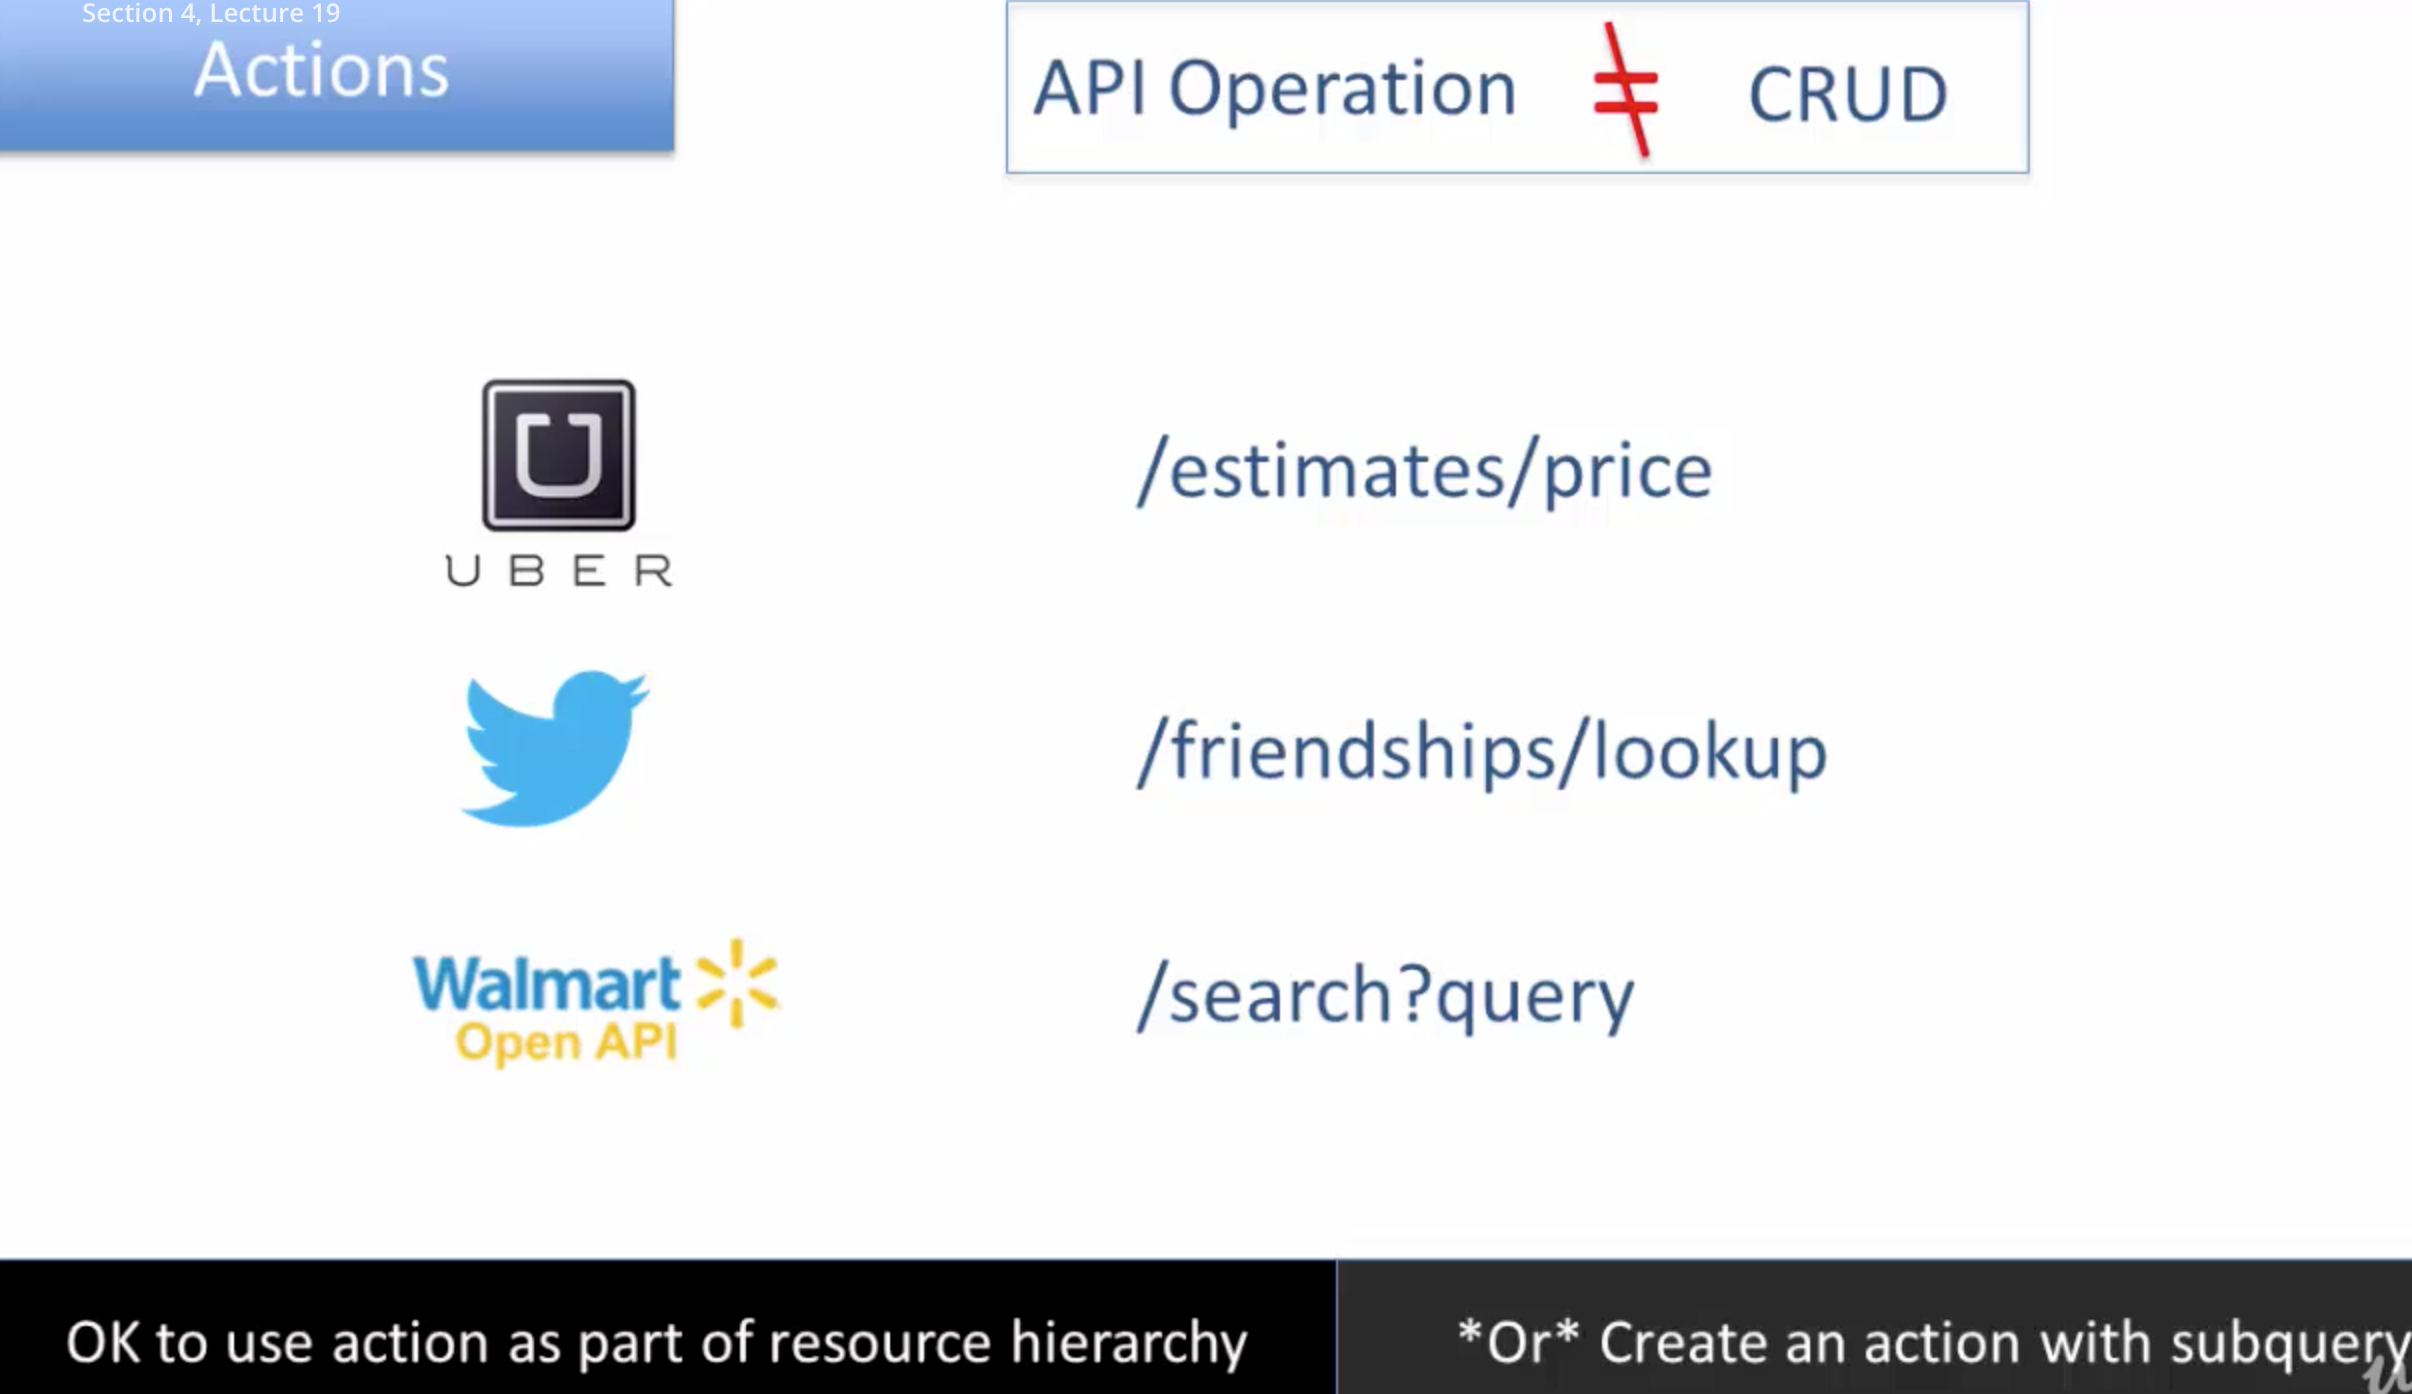 Section 4, Lecture 19
Actions
API Operation ≠ CRUD
UBER
/estimates/price
/friendships/lookup
Walmart
Open API
/search?query
OK to use action as part of resource hierarchy
*Or* Create an action with subquery